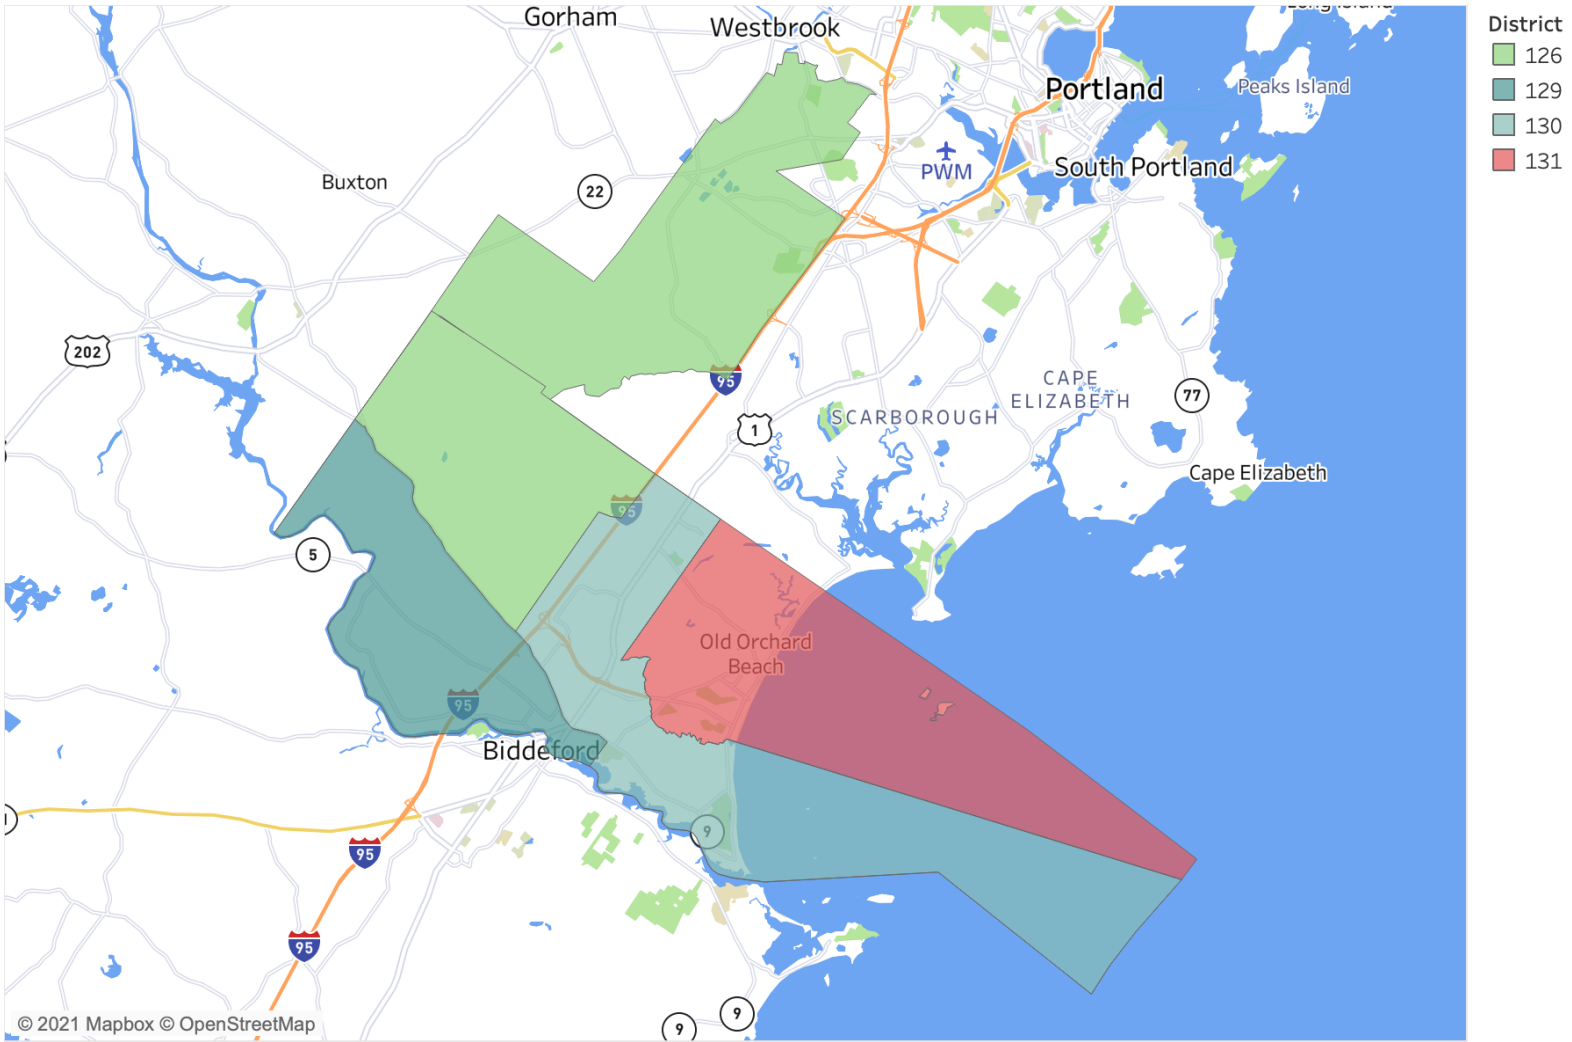 Long Island
Gorham
Westbrook
District
126
129
130
131
Portland
Peaks Island
PWM
South Portland
Buxton
22
202
95
CAPE
ELIZABETH
77
1
SCARBOROUGH
Cape Elizabeth
95
5
Old Orchard
Beach
95
Biddeford
9
95
95
9
9
© 2021 Mapbox © OpenStreetMap